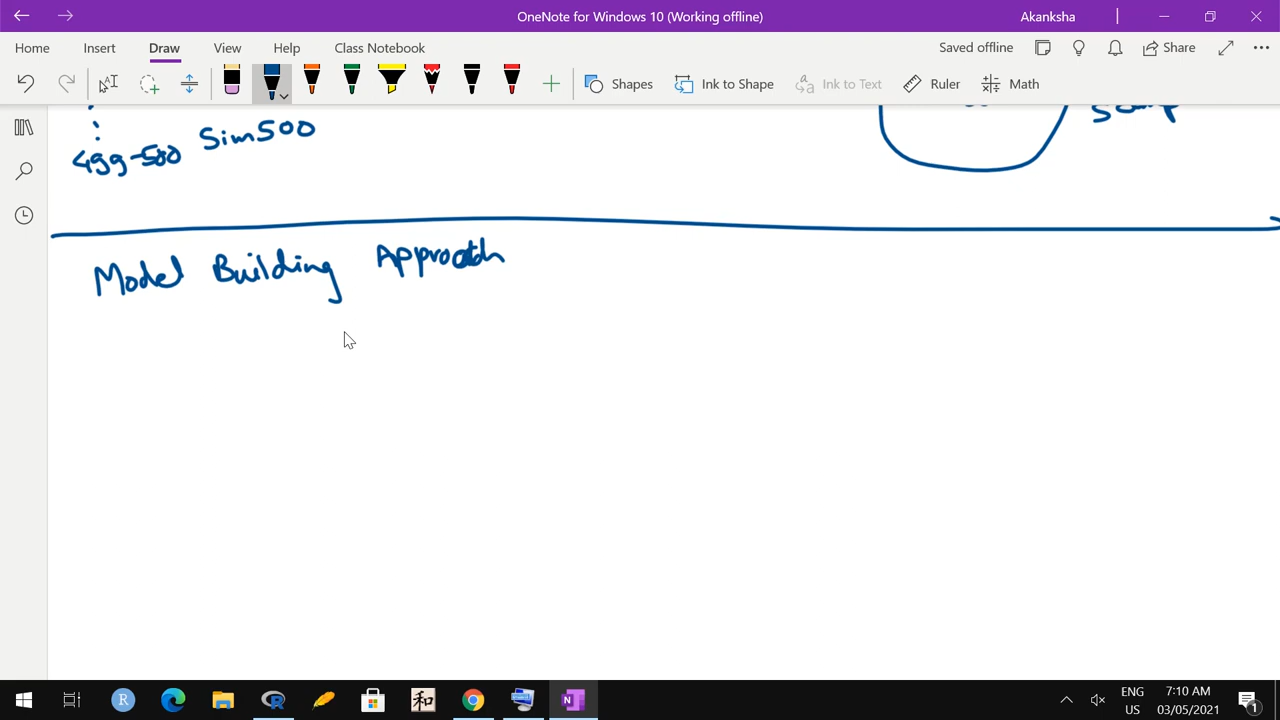 OneNote for Windows 10 (Working offline)
Akanksha
Home Insert Draw View Help Class Notebook
Saved offline Share
Shapes Ink to Shape Ink to Text Ruler Math
Sim500
Model Building Approach
ENG 7:10 AM
US 03/05/2021 1